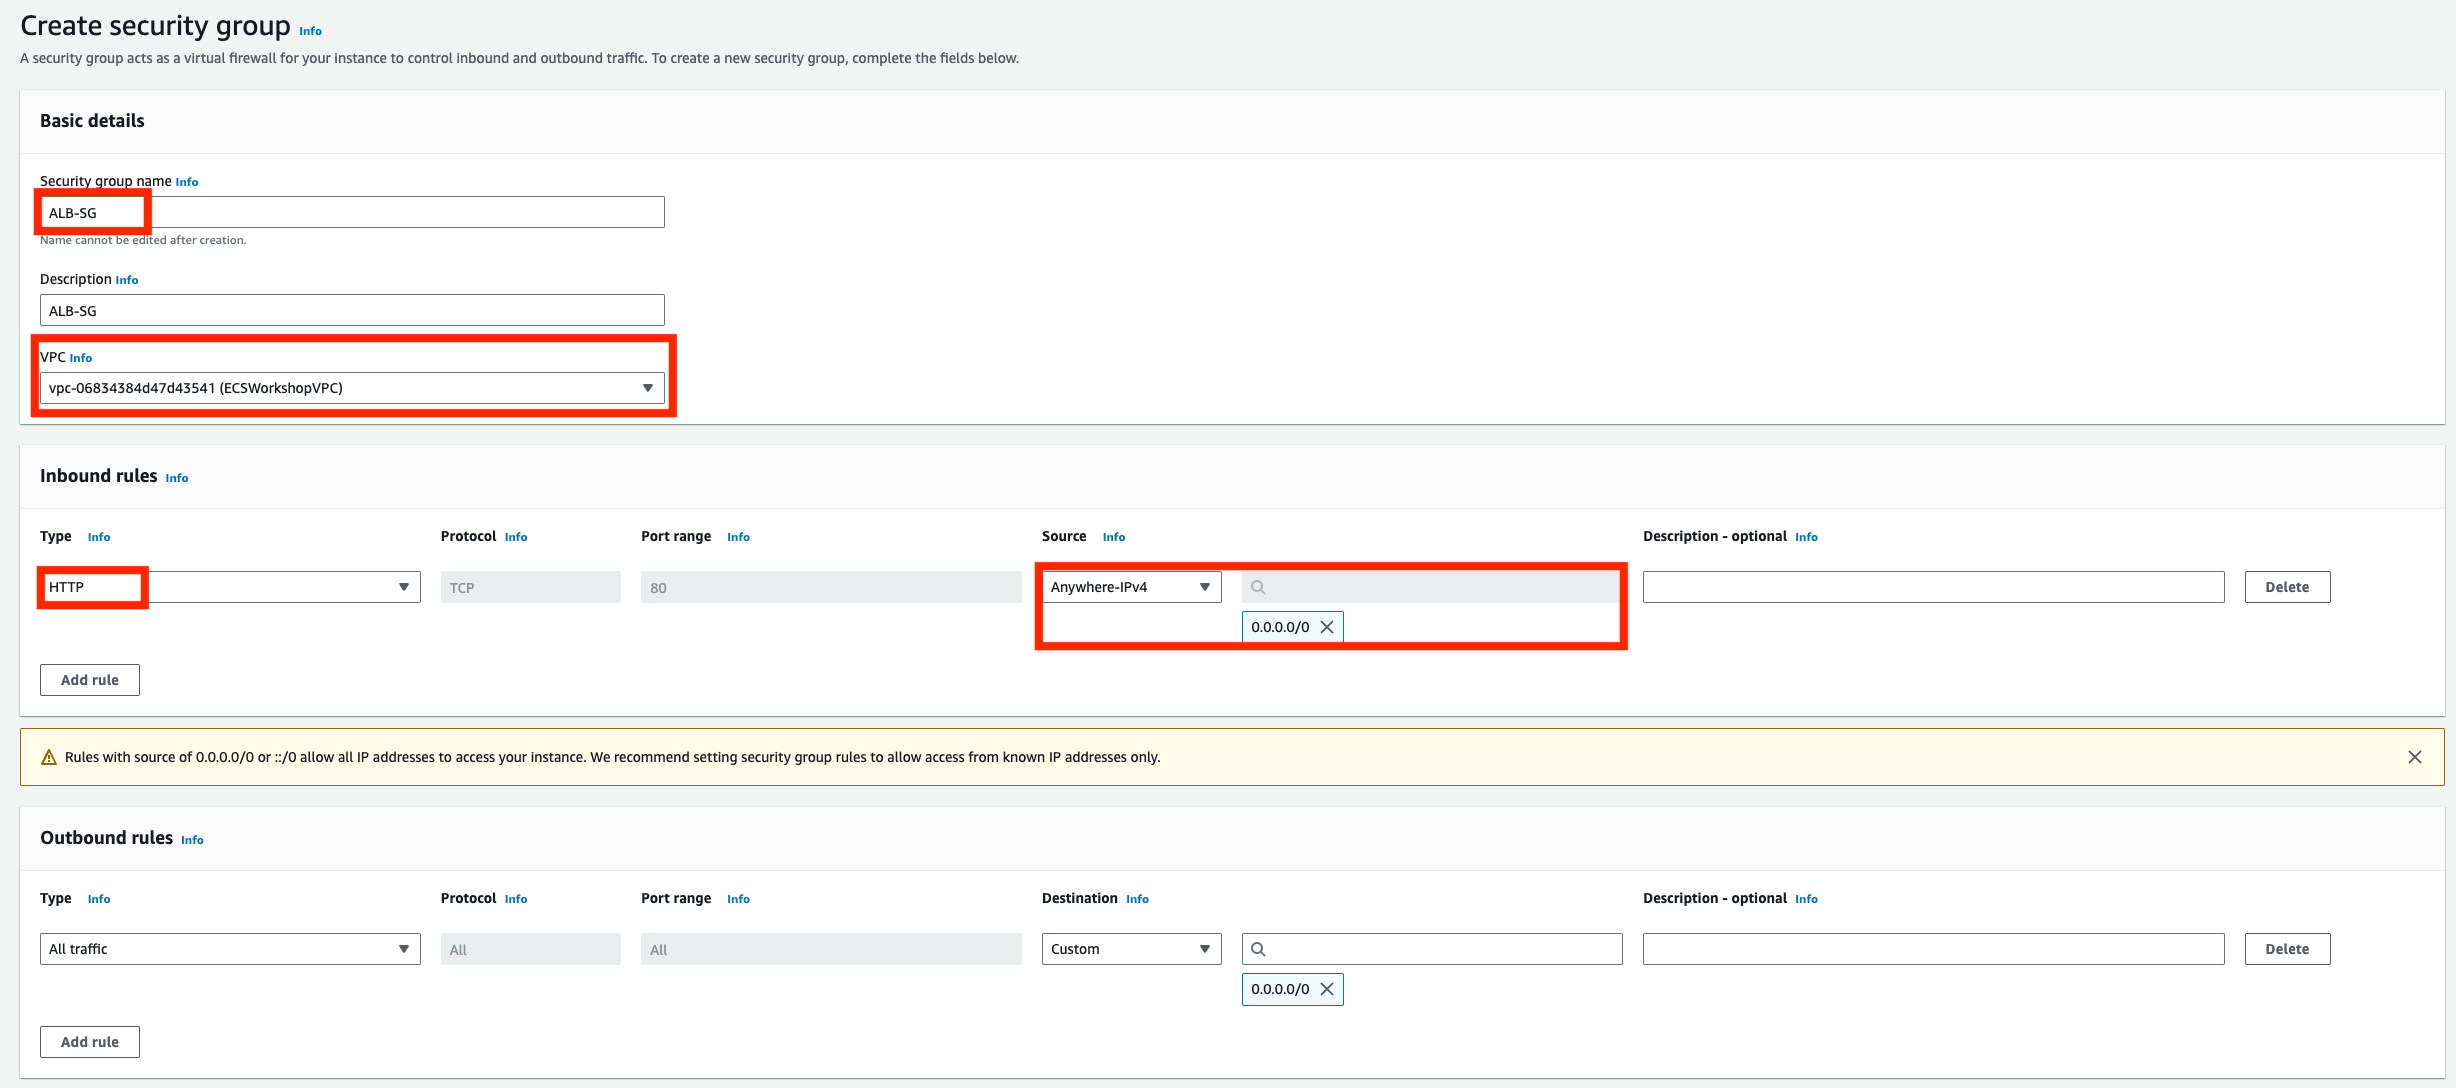 Create security group Info
A security group acts as a virtual firewall for your instance to control inbound and outbound traffic. To create a new security group, complete the fields below.
Basic details
Security group name Info
ALB-SG
Name cannot be edited after creation.
Description Info
ALB-SG
VPC Info
vpc-06834384d47d43541 (ECSWorkshopVPC)
Inbound rules Info
Type Info Protocol Info Port range Info Source Info Description - optional Info
HTTP TCP 80 Anywhere-IPv4 Delete
0.0.0.0/0
Add rule
Rules with source of 0.0.0.0/0 or ::/0 allow all IP addresses to access your instance. We recommend setting security group rules to allow access from known IP addresses only.
Outbound rules Info
Type Info Protocol Info Port range Info Destination Info Description - optional Info
All traffic All All Custom Delete
0.0.0.0/0
Add rule